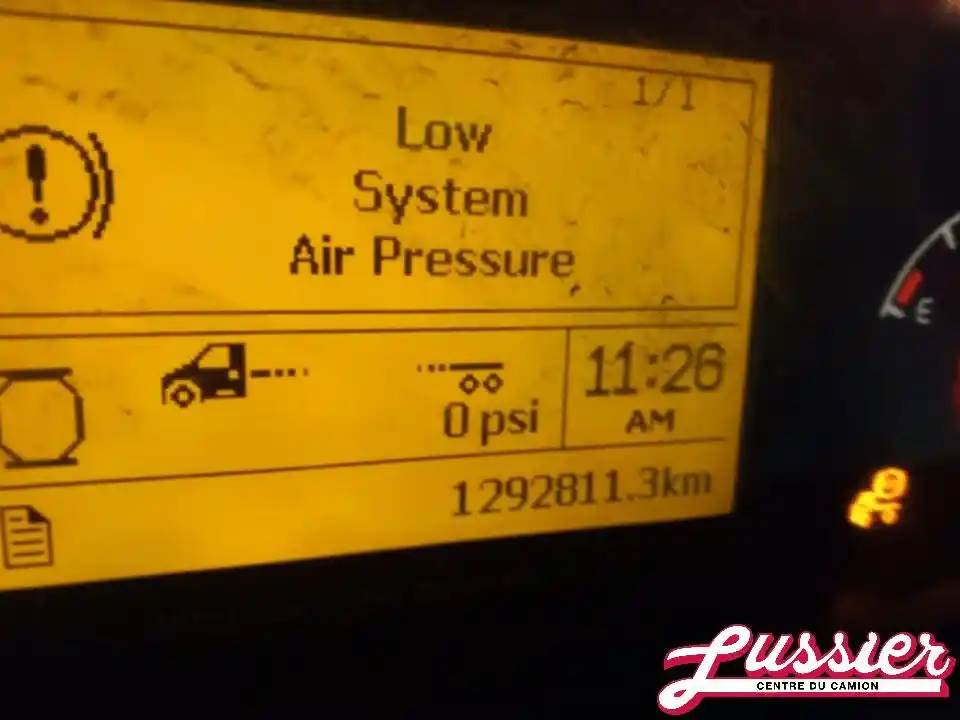 1/1
Low
System
Air Pressure
0 psi
11:26
AM
1292811.3km
E
Lussier
CENTRE DU CAMION